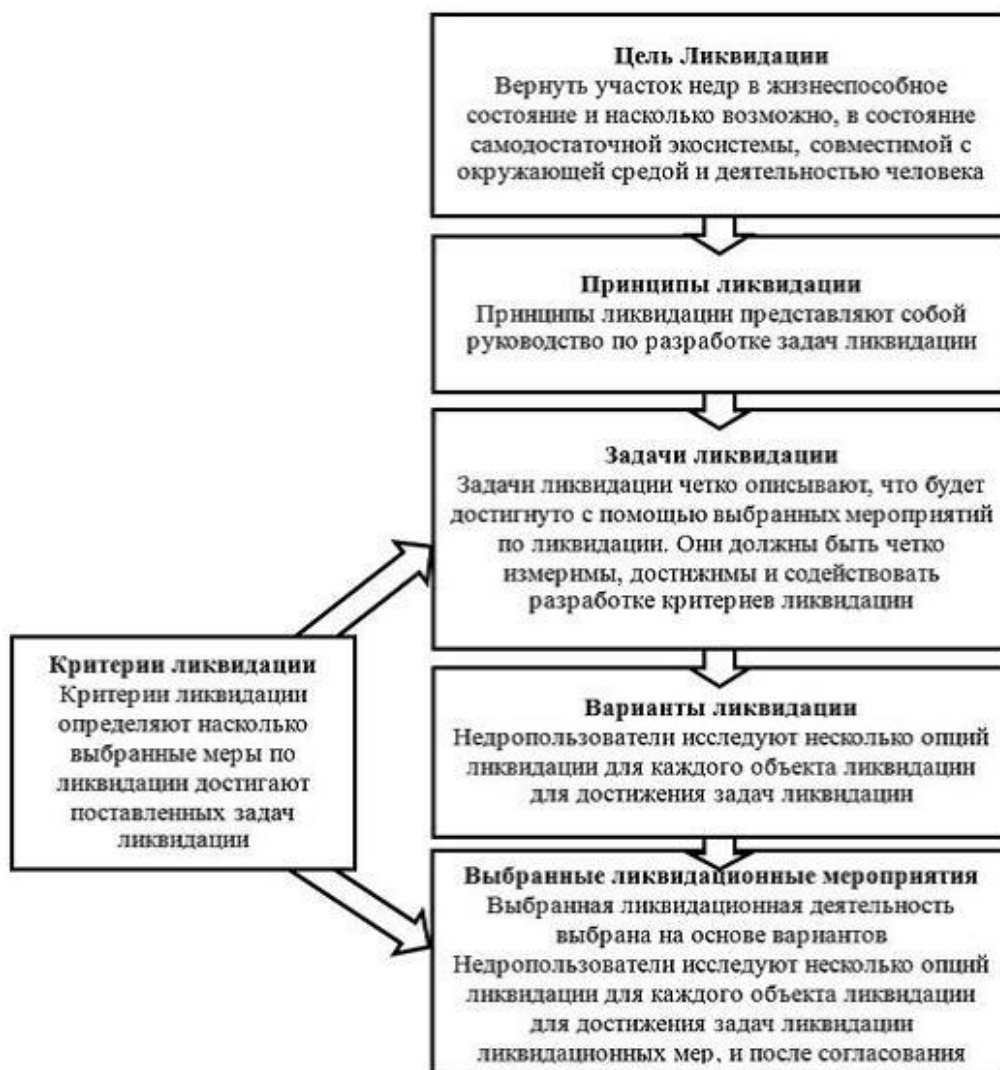 Цель Ликвидации
Вернуть участок недр в жизнеспособное
состояние и насколько возможно, в состояние
самодостаточной экосистемы, совместимой с
окружающей средой и деятельностью человека
Принципы ликвидации
Принципы ликвидации представляют собой
руководство по разработке задач ликвидации
Задачи ликвидации
Задачи ликвидации четко описывают, что будет
достигнуто с помощью выбранных мероприятий
по ликвидации. Они должны быть четко
измеримы, достижимы и содействовать
разработке критериев ликвидации
Критерии ликвидации
Критерии ликвидации
определяют насколько
выбранные меры по
ликвидации достигают
поставленных задач
ликвидации
Варианты ликвидации
Недропользователи исследуют несколько опций
ликвидации для каждого объекта ликвидации
для достижения задач ликвидации
Выбранные ликвидационные мероприятия
Выбранная ликвидационная деятельность
выбрана на основе вариантов
Недропользователи исследуют несколько опций
ликвидации для каждого объекта ликвидации
для достижения задач ликвидации
ликвидационных мер, и после согласования